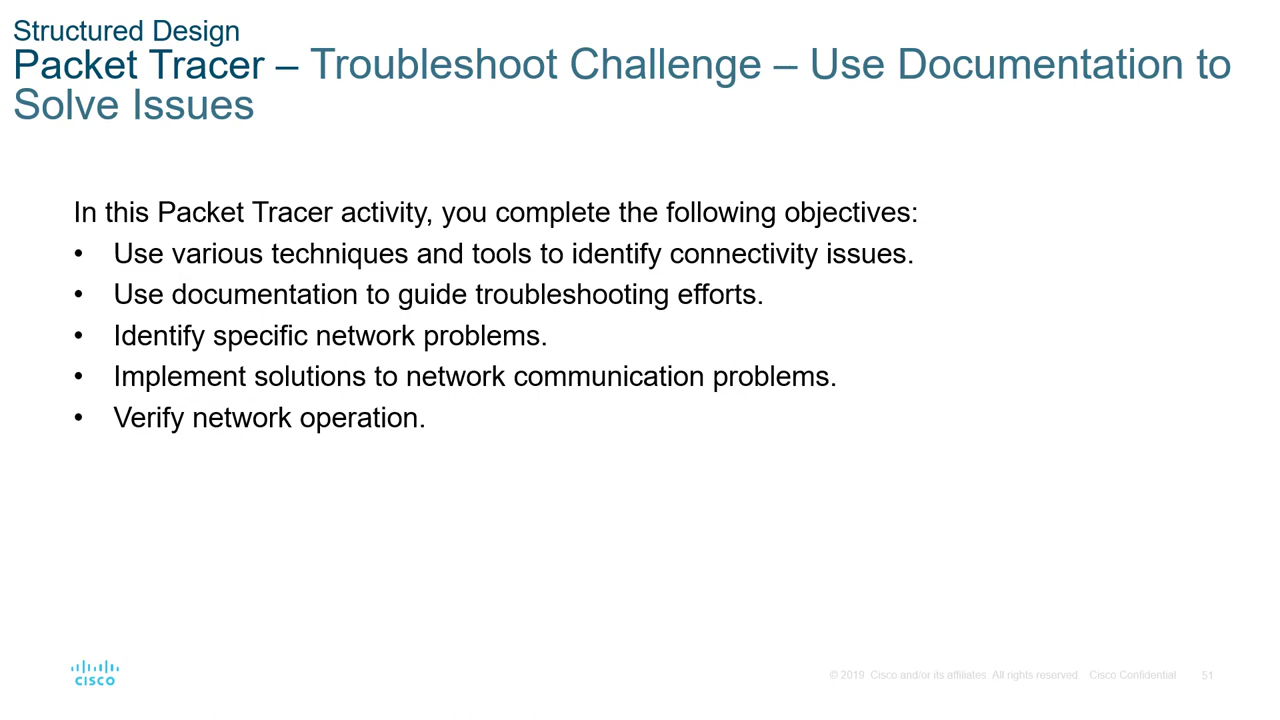 Structured Design
Packet Tracer – Troubleshoot Challenge – Use Documentation to
Solve Issues
In this Packet Tracer activity, you complete the following objectives:
• Use various techniques and tools to identify connectivity issues.
• Use documentation to guide troubleshooting efforts.
• Identify specific network problems.
• Implement solutions to network communication problems.
• Verify network operation.
CISCO
© 2019 Cisco and/or its affiliates. All rights reserved. Cisco Confidential 51